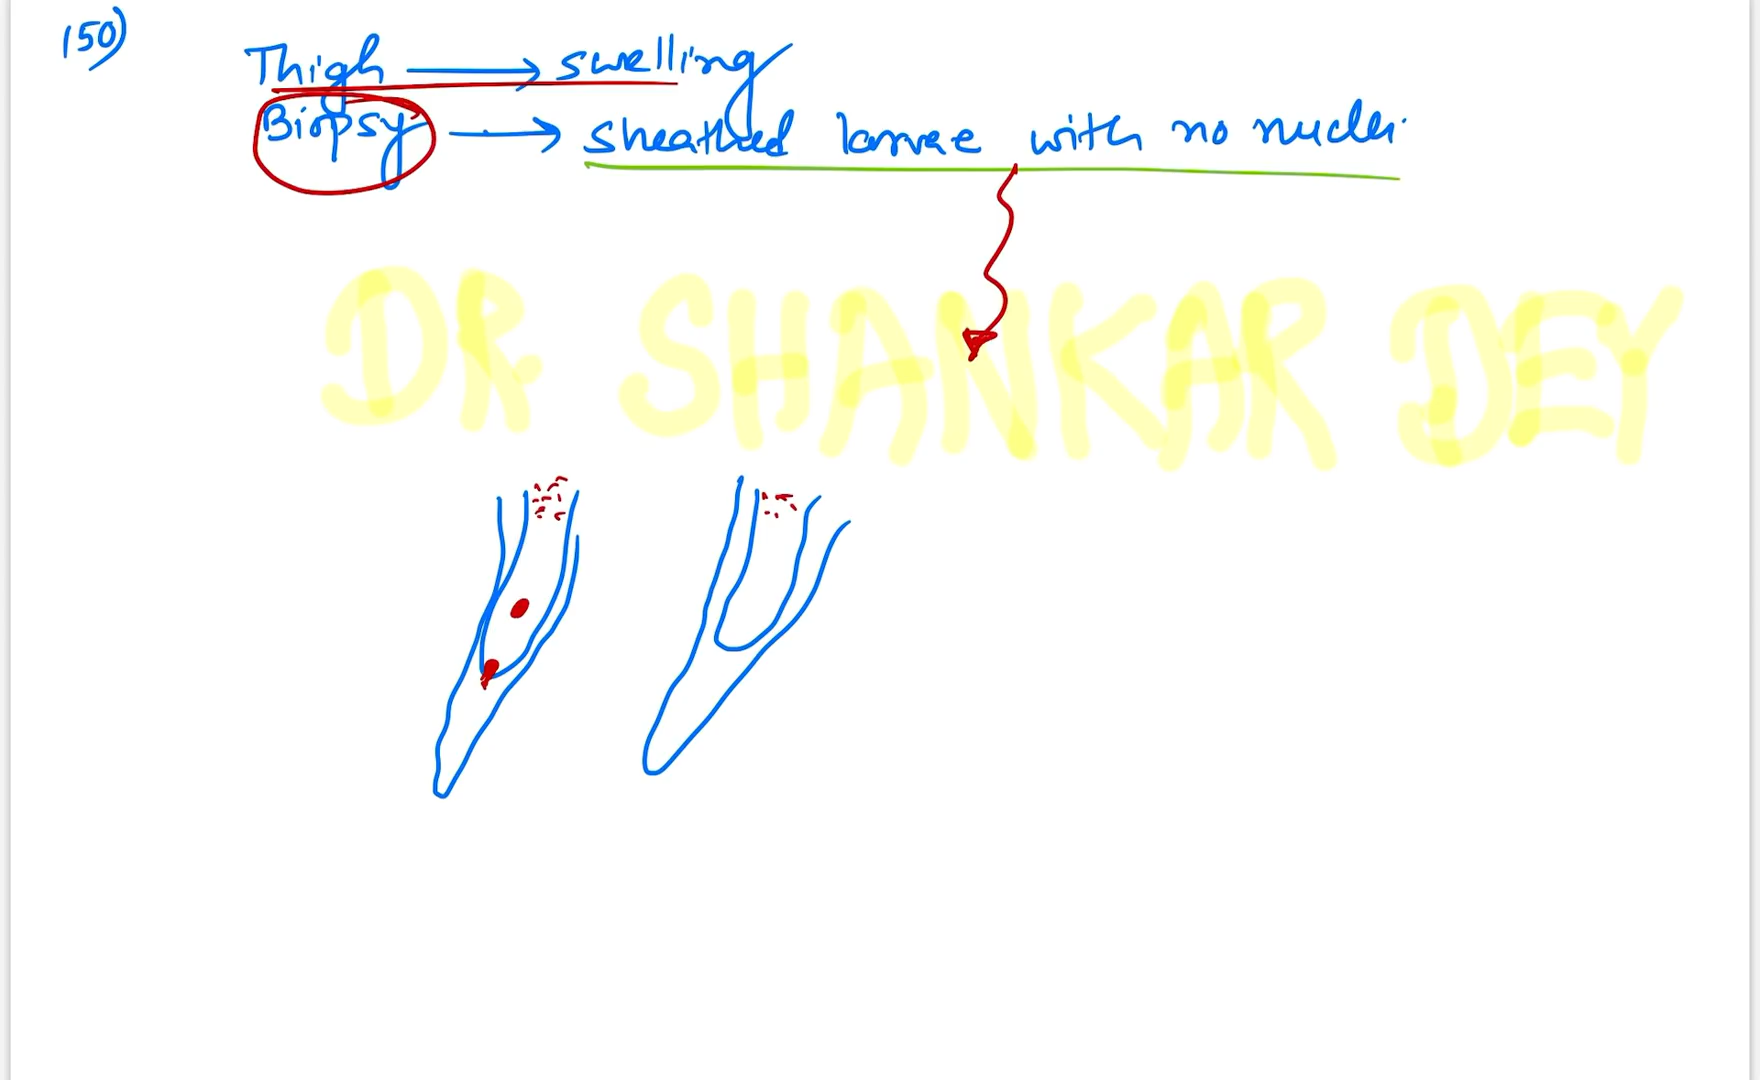 150)
Thigh → swelling
Biopsy → sheathed larvae with no nuclei
DR SHANKAR DEY